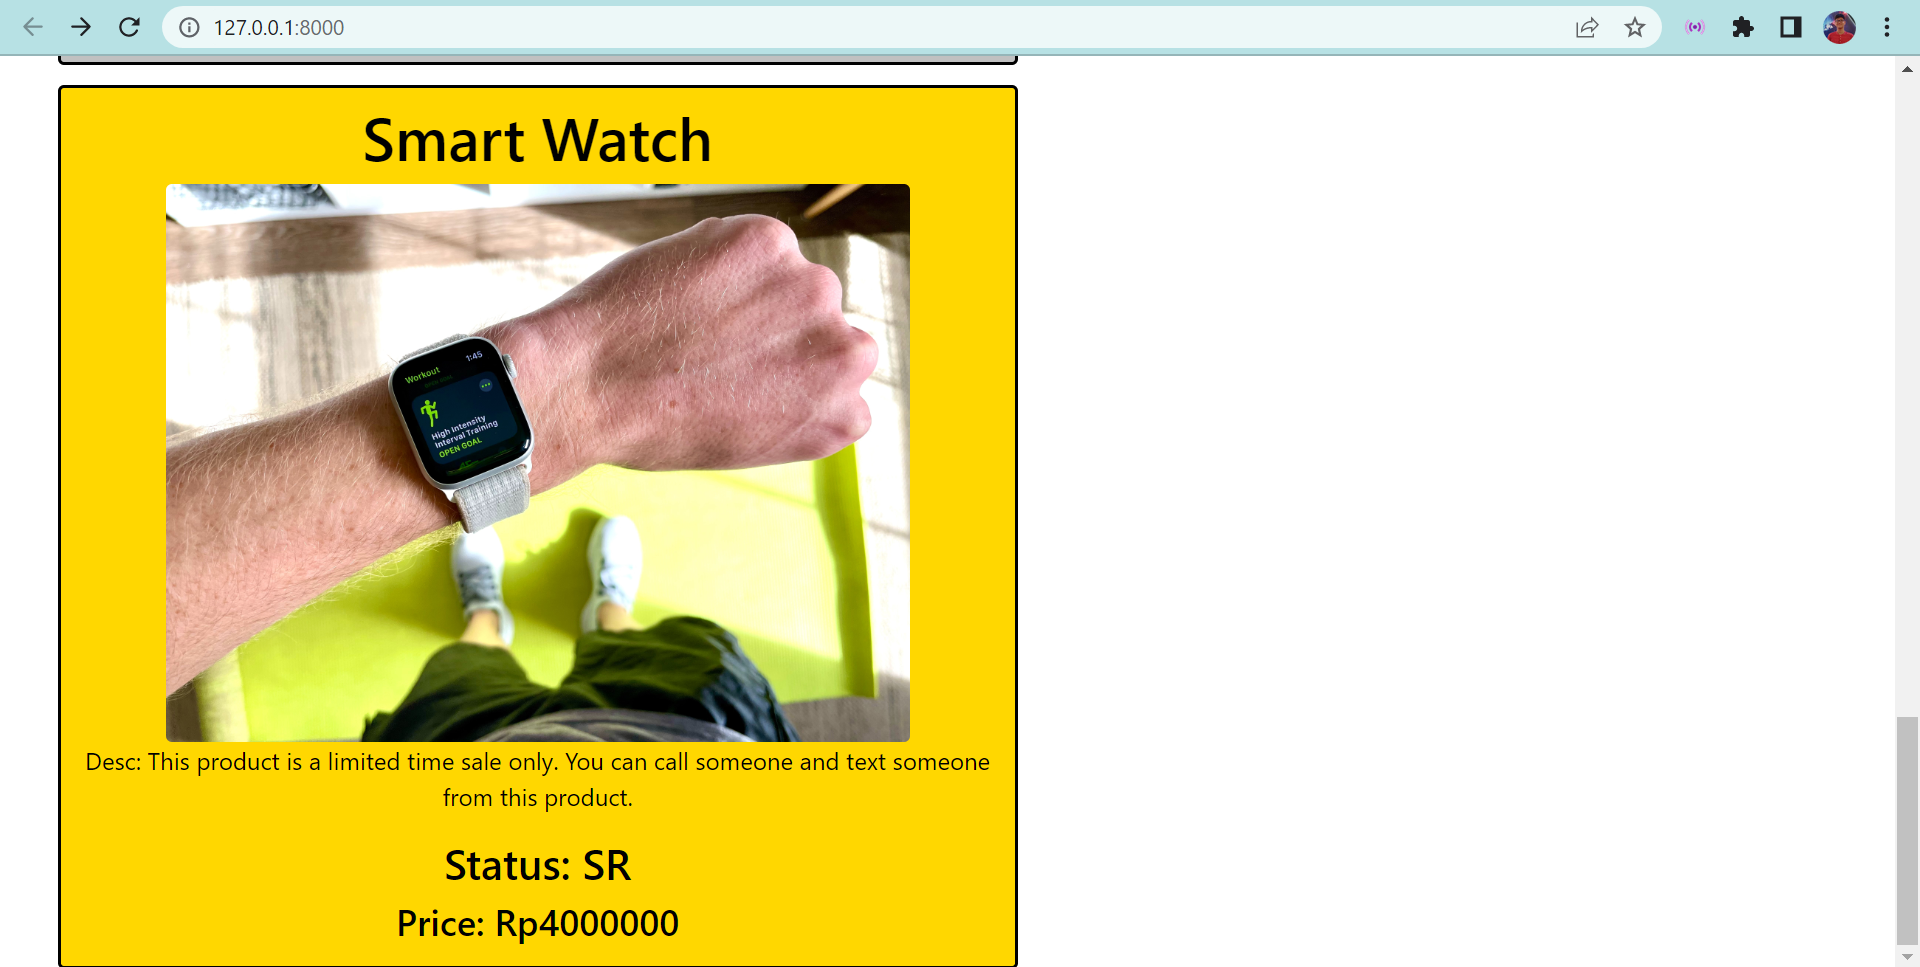 127.0.0.1:8000
Smart Watch
1:45
Workout
High Intensity
Interval Training
OPEN GOAL
Desc: This product is a limited time sale only. You can call someone and text someone
from this product.
Status: SR
Price: Rp4000000